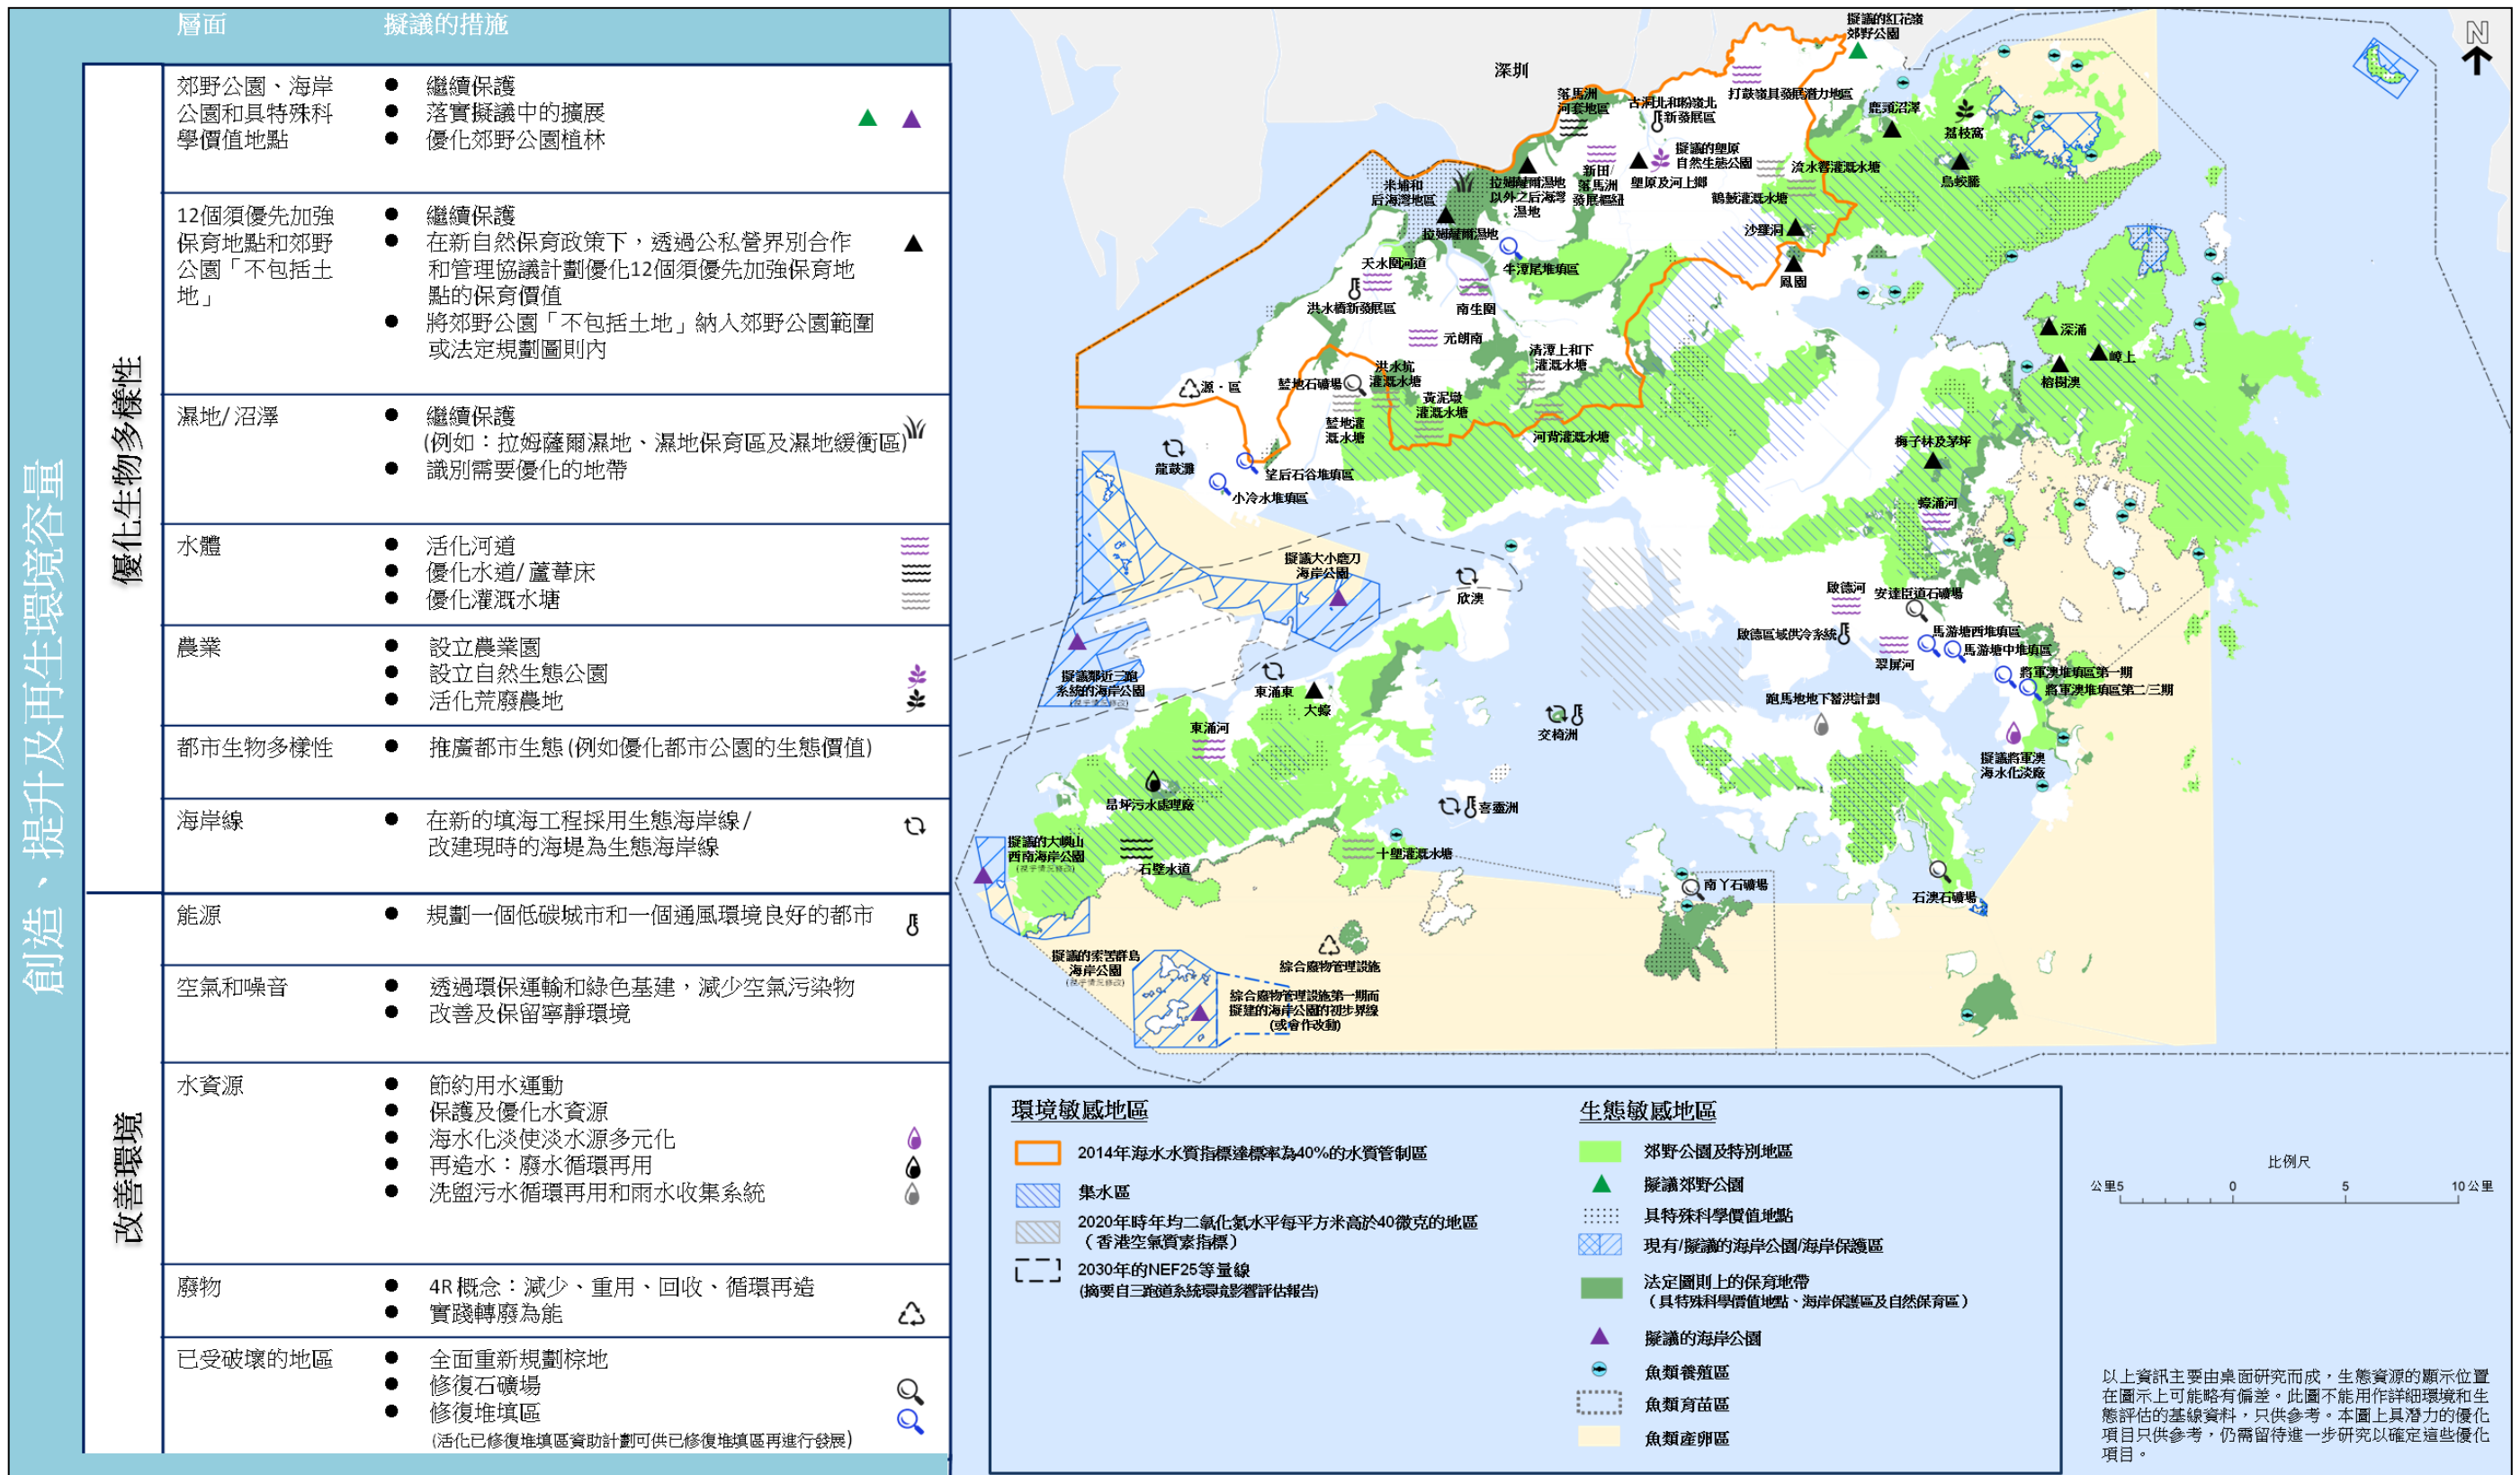 創造、提升及再生環境容量
層面
擬議的措施
優化生物多樣性
郊野公園、海岸
公園和具特殊科
學價值地點
● 繼續保護
● 落實擬議中的擴展
● 優化郊野公園植林
12個須優先加強
保育地點和郊野
公園「不包括土
地」
● 繼續保護
● 在新自然保育政策下，透過公私營界別合作
和管理協議計劃優化12個須優先加強保育地
點的保育價值
● 將郊野公園「不包括土地」納入郊野公園範圍
或法定規劃圖則內
濕地/ 沼澤
● 繼續保護
(例如：拉姆薩爾濕地、濕地保育區及濕地緩衝區)
● 識別需要優化的地帶
水體
● 活化河道
● 優化水道/ 蘆葦床
● 優化灌溉水塘
農業
● 設立農業園
● 設立自然生態公園
● 活化荒廢農地
都市生物多樣性
● 推廣都市生態 (例如優化都市公園的生態價值)
海岸線
● 在新的填海工程採用生態海岸線 /
改建現時的海堤為生態海岸線
改善環境
能源
● 規劃一個低碳城市和一個通風環境良好的都市
空氣和噪音
● 透過環保運輸和綠色基建，減少空氣污染物
● 改善及保留寧靜環境
水資源
● 節約用水運動
● 保護及優化水資源
● 海水化淡使淡水源多元化
● 再造水：廢水循環再用
● 洗盥污水循環再用和雨水收集系統
廢物
● 4R 概念：減少、重用、回收、循環再造
● 實踐轉廢為能
已受破壞的地區
● 全面重新規劃棕地
● 修復石礦場
● 修復堆填區
(活化已修復堆填區資助計劃可供已修復堆填區再進行發展)
擬議的紅花嶺
郊野公園
N
深圳
落馬洲
河套地區
古洞北和粉嶺北
新發展區
打鼓嶺具發展潛力地區
鹿頸沼澤
荔枝窩
烏蛟騰
擬議的塱原
自然生態公園
塱原及河上鄉
流水響灌溉水塘
鶴藪灌溉水塘
沙羅洞
鳳園
新田/
落馬洲
發展樞紐
米埔和
后海灣地區
拉姆薩爾濕地
以外之后海灣
濕地
拉姆薩爾濕地
牛潭尾堆填區
天水圍河道
洪水橋新發展區
南生圍
元朗南
清潭上和下
灌溉水塘
洪水坑
灌溉水塘
藍地石礦場
黃泥墩
灌溉水塘
藍地灌
溉水塘
河背灌溉水塘
源．區
龍鼓灘
望后石谷堆填區
小冷水堆填區
深涌
嶂上
榕樹澳
梅子林及茅坪
蠔涌河
擬議大小磨刀
海岸公園
欣澳
啟德河
安達臣道石礦場
啟德區域供冷系統
翠屏河
馬游塘西堆填區
馬游塘中堆填區
將軍澳堆填區第一期
將軍澳堆填區第二/三期
擬議鄰近三跑
系統的海岸公園
(視乎情況修改)
東涌東
大蠔
東涌河
昂坪污水處理廠
交椅洲
喜靈洲
跑馬地地下蓄洪計劃
擬議將軍澳
海水化淡廠
擬議的大嶼山
西南海岸公園
(視乎情況修改)
石壁水道
十塱灌溉水塘
南丫石礦場
石澳石礦場
擬議的索罟群島
海岸公園
(視乎情況修改)
綜合廢物管理設施
綜合廢物管理設施第一期而
擬建的海岸公園的初步界線
(或會作改動)
環境敏感地區
2014年海水水質指標達標率為40%的水質管制區
集水區
2020年時年均二氧化氮水平每平方米高於40微克的地區
（香港空氣質素指標）
2030年的NEF25等量線
(摘要自三跑道系統環境影響評估報告)
生態敏感地區
郊野公園及特別地區
擬議郊野公園
具特殊科學價值地點
現有/擬議的海岸公園/海岸保護區
法定圖則上的保育地帶
（具特殊科學價值地點、海岸保護區及自然保育區）
擬議的海岸公園
魚類養殖區
魚類育苗區
魚類產卵區
比例尺
公里5 0 5 10 公里
以上資訊主要由桌面研究而成，生態資源的顯示位置
在圖示上可能略有偏差。此圖不能用作詳細環境和生
態評估的基線資料，只供參考。本圖上具潛力的優化
項目只供參考，仍需留待進一步研究以確定這些優化
項目。